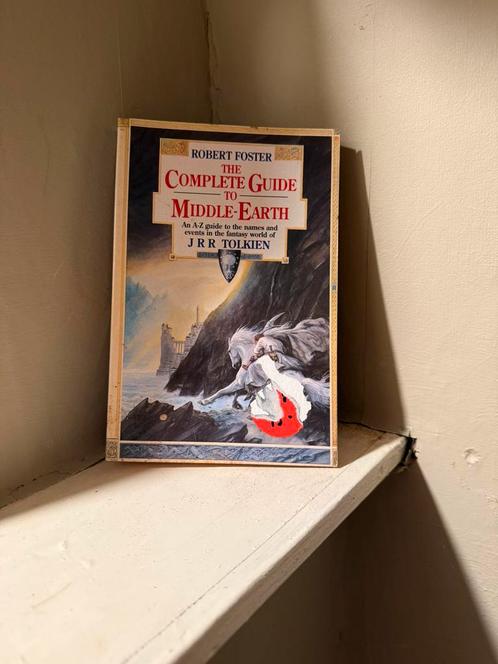 ROBERT FOSTER
THE
COMPLETE GUIDE
TO
MIDDLE-EARTH
An A-Z guide to the names and
events in the fantasy world of
J R R TOLKIEN